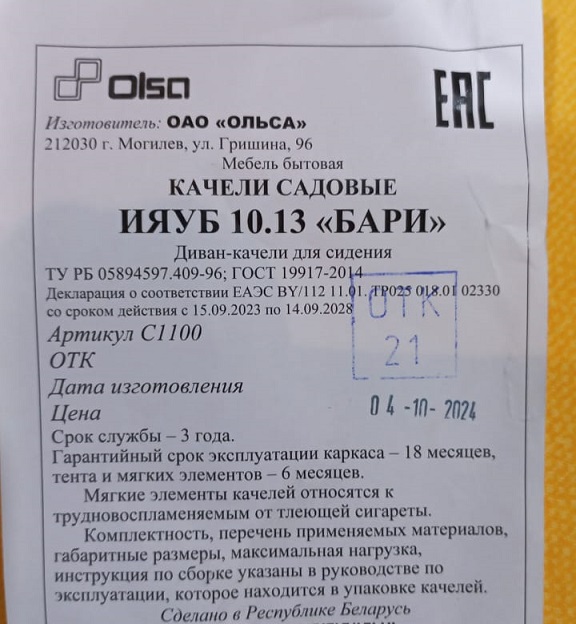 Olsa
EAC
Изготовитель: ОАО «ОЛЬСА»
212030 г. Могилев, ул. Гришина, 96
Мебель бытовая
КАЧЕЛИ САДОВЫЕ
ИЯУБ 10.13 «БАРИ»
Диван-качели для сидения
ТУ РБ 05894597.409-96; ГОСТ 19917-2014
Декларация о соответствии ЕАЭС BY/112 11.01. ТР025 018.01 02330
со сроком действия с 15.09.2023 по 14.09.2028
ОТК
21
Артикул С1100
ОТК
Дата изготовления
04-10-2024
Цена
Срок службы – 3 года.
Гарантийный срок эксплуатации каркаса – 18 месяцев,
тента и мягких элементов – 6 месяцев.
Мягкие элементы качелей относятся к
трудновоспламеняемым от тлеющей сигареты.
Комплектность, перечень применяемых материалов,
габаритные размеры, максимальная нагрузка,
инструкция по сборке указаны в руководстве по
эксплуатации, которое находится в упаковке качелей.
Сделано в Республике Беларусь